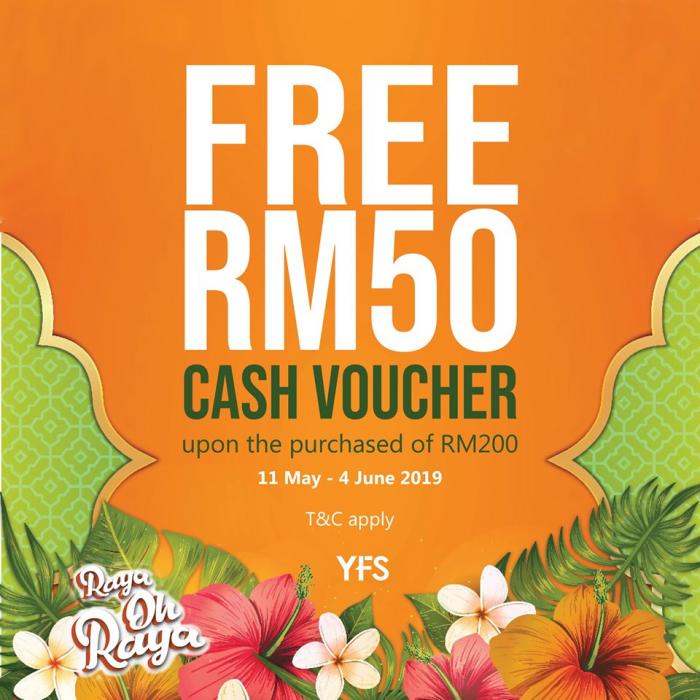 FREE
RM50
CASH VOUCHER
upon the purchased of RM200
11 May - 4 June 2019
T&C apply
YFS
Raya
Oh
Raya